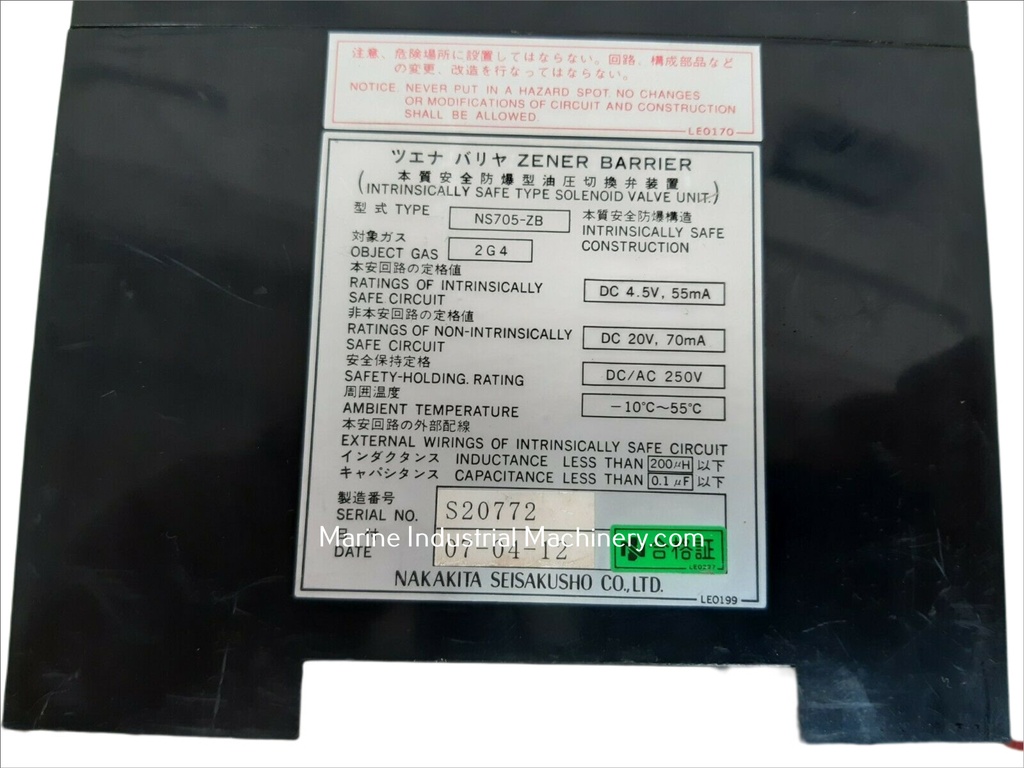 注意、危険場所に設置してはならない。回路、構成部品など
の変更、改造を行なってはならない。
NOTICE. NEVER PUT IN A HAZARD SPOT. NO CHANGES
OR MODIFICATIONS OF CIRCUIT AND CONSTRUCTION
SHALL BE ALLOWED.
LE0170
ツエナ バリヤ ZENER BARRIER
(本質安全防爆型油圧切換弁装置
INTRINSICALLY SAFE TYPE SOLENOID VALVE UNIT.)
型式 TYPE NS705-ZB
本質安全防爆構造
INTRINSICALLY SAFE
CONSTRUCTION
対象ガス
OBJECT GAS 2G4
本安回路の定格値
RATINGS OF INTRINSICALLY
SAFE CIRCUIT DC 4.5V, 55mA
非本安回路の定格値
RATINGS OF NON-INTRINSICALLY
SAFE CIRCUIT DC 20V, 70mA
安全保持定格
SAFETY-HOLDING. RATING DC/AC 250V
周囲温度
AMBIENT TEMPERATURE −10℃~55℃
本安回路の外部配線
EXTERNAL WIRINGS OF INTRINSICALLY SAFE CIRCUIT
インダクタンス INDUCTANCE LESS THAN 200μH 以下
キャパシタンス CAPACITANCE LESS THAN 0.1μF 以下
製造番号
SERIAL NO. S20772
Marine Industrial Machinery.com
DATE 07-04-12
合格証
LE0237
NAKAKITA SEISAKUSHO CO.,LTD.
LE0199